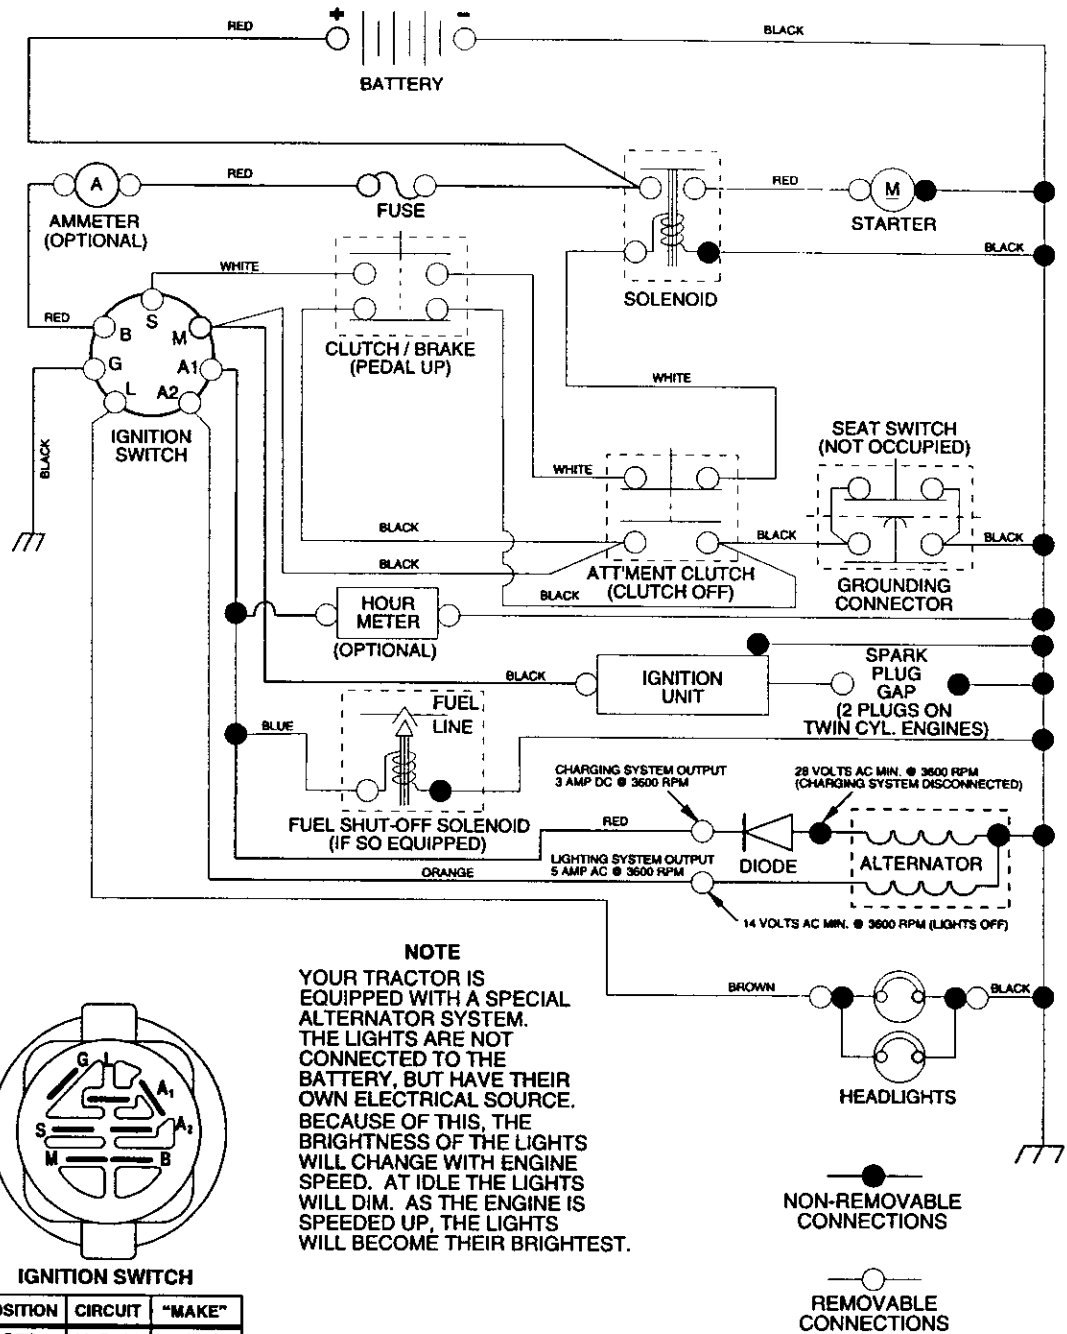 + -
RED
BLACK
BATTERY
A
RED
AMMETER
(OPTIONAL)
FUSE
RED
M
STARTER
BLACK
SOLENOID
WHITE
CLUTCH / BRAKE
(PEDAL UP)
RED
S
B
M
G
A1
L
A2
IGNITION
SWITCH
BLACK
WHITE
SEAT SWITCH
(NOT OCCUPIED)
WHITE
BLACK
BLACK
BLACK
BLACK
BLACK
ATT'MENT CLUTCH
(CLUTCH OFF)
GROUNDING
CONNECTOR
HOUR
METER
(OPTIONAL)
BLACK
IGNITION
UNIT
SPARK
PLUG
GAP
(2 PLUGS ON
TWIN CYL. ENGINES)
FUEL
LINE
BLUE
FUEL SHUT-OFF SOLENOID
(IF SO EQUIPPED)
CHARGING SYSTEM OUTPUT
3 AMP DC @ 3600 RPM
28 VOLTS AC MIN. @ 3600 RPM
(CHARGING SYSTEM DISCONNECTED)
RED
DIODE
ALTERNATOR
LIGHTING SYSTEM OUTPUT
5 AMP AC @ 3600 RPM
ORANGE
14 VOLTS AC MIN. @ 3600 RPM (LIGHTS OFF)
BROWN
BLACK
HEADLIGHTS
NOTE
YOUR TRACTOR IS
EQUIPPED WITH A SPECIAL
ALTERNATOR SYSTEM.
THE LIGHTS ARE NOT
CONNECTED TO THE
BATTERY, BUT HAVE THEIR
OWN ELECTRICAL SOURCE.
BECAUSE OF THIS, THE
BRIGHTNESS OF THE LIGHTS
WILL CHANGE WITH ENGINE
SPEED. AT IDLE THE LIGHTS
WILL DIM. AS THE ENGINE IS
SPEEDED UP, THE LIGHTS
WILL BECOME THEIR BRIGHTEST.
G L
A1
S
A2
M
B
IGNITION SWITCH
OSITION CIRCUIT "MAKE"
NON-REMOVABLE
CONNECTIONS
REMOVABLE
CONNECTIONS